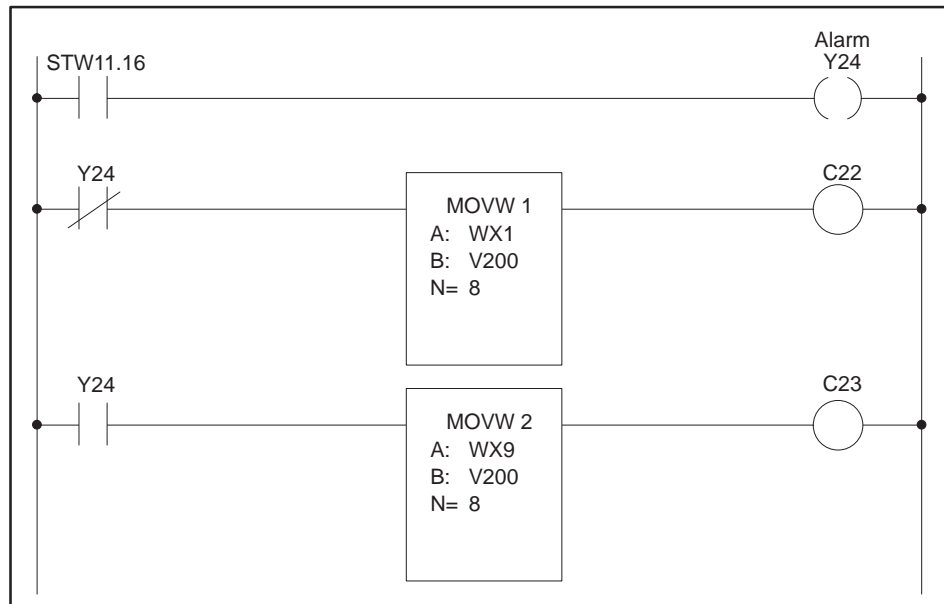 Alarm
STW11.16
Y24
Y24
C22
MOVW 1
A: WX1
B: V200
N= 8
Y24
C23
MOVW 2
A: WX9
B: V200
N= 8